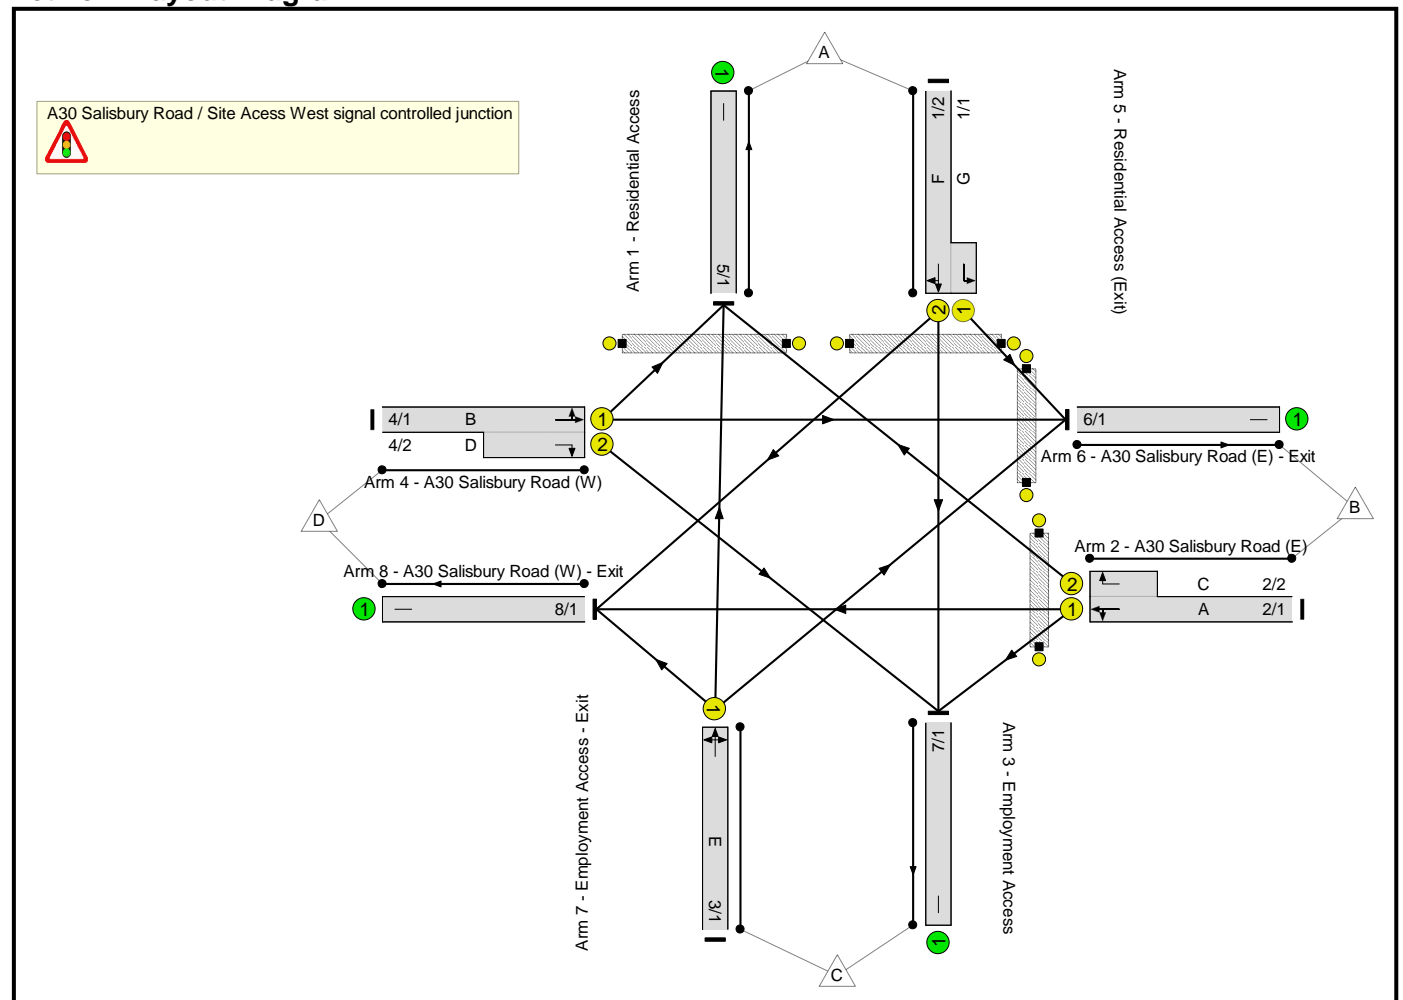 A
1
A30 Salisbury Road / Site Acess West signal controlled junction
Arm 1 - Residential Access
5/1
1/2
1/1
F
G
Arm 5 - Residential Access (Exit)
2
1
4/1 B
1
4/2 D
2
Arm 4 - A30 Salisbury Road (W)
6/1
1
Arm 6 - A30 Salisbury Road (E) - Exit
D
B
Arm 2 - A30 Salisbury Road (E)
Arm 8 - A30 Salisbury Road (W) - Exit
2
C 2/2
1
8/1
1
A 2/1
1
Arm 7 - Employment Access - Exit
E
3/1
7/1
Arm 3 - Employment Access
1
C